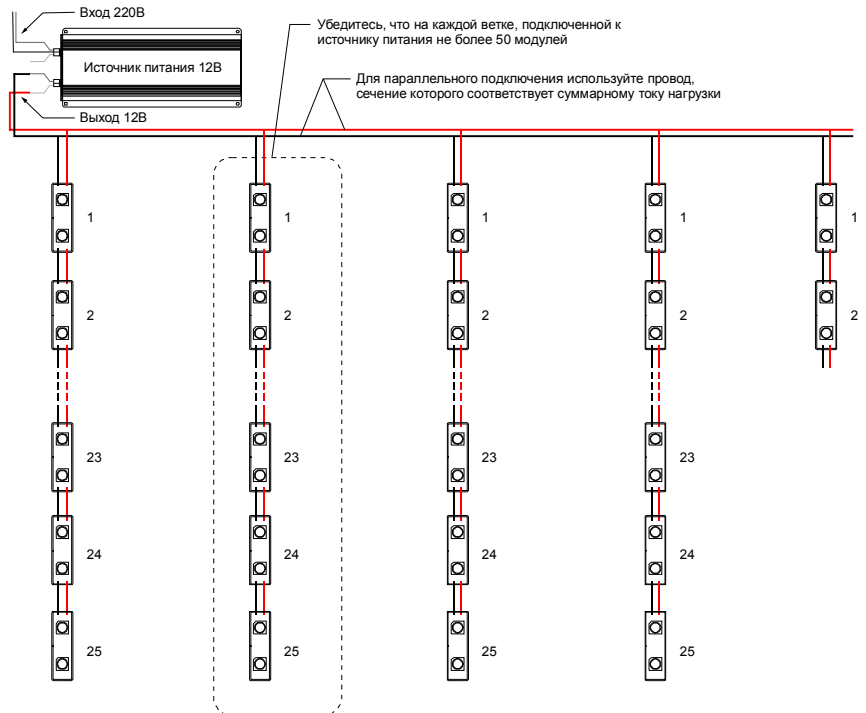 Вход 220В
Убедитесь, что на каждой ветке, подключенной к
источнику питания не более 50 модулей
Источник питания 12В
Для параллельного подключения используйте провод,
сечение которого соответствует суммарному току нагрузки
Выход 12В
1 1 1 1 1
2 2 2 2 2
23 23 23 23
24 24 24 24
25 25 25 25